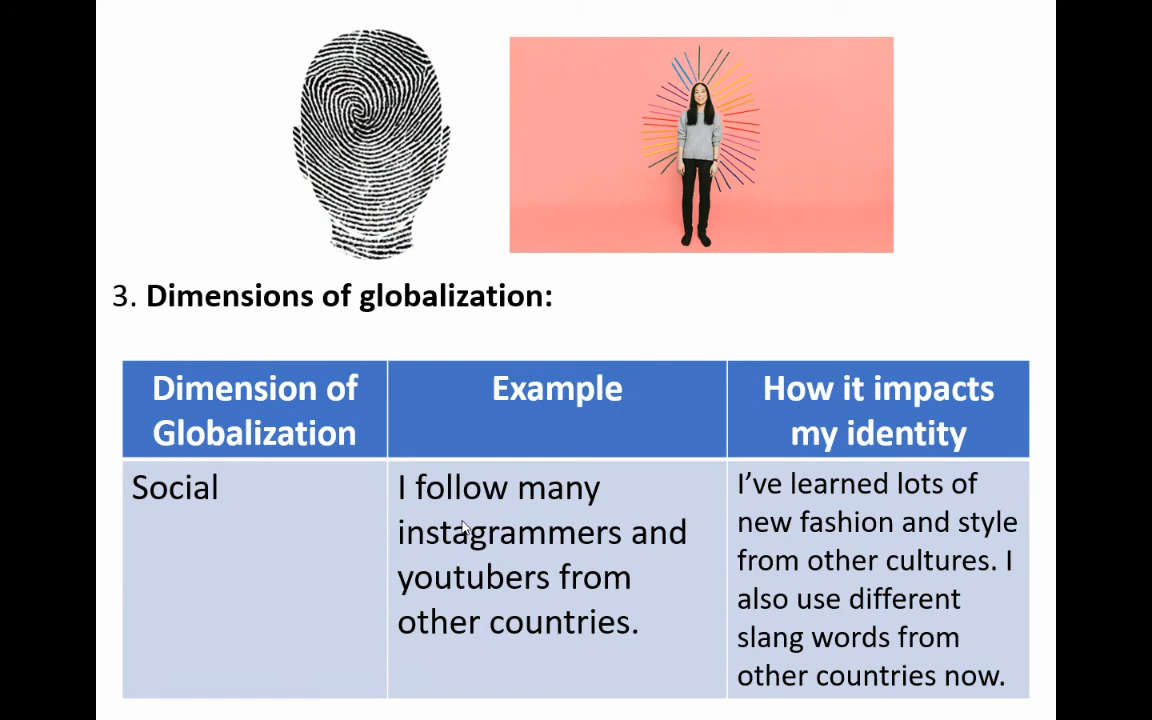 3. Dimensions of globalization:
Dimension of
Globalization
Example
How it impacts
my identity
Social
I follow many
instagrammers and
youtubers from
other countries.
I’ve learned lots of
new fashion and style
from other cultures. I
also use different
slang words from
other countries now.